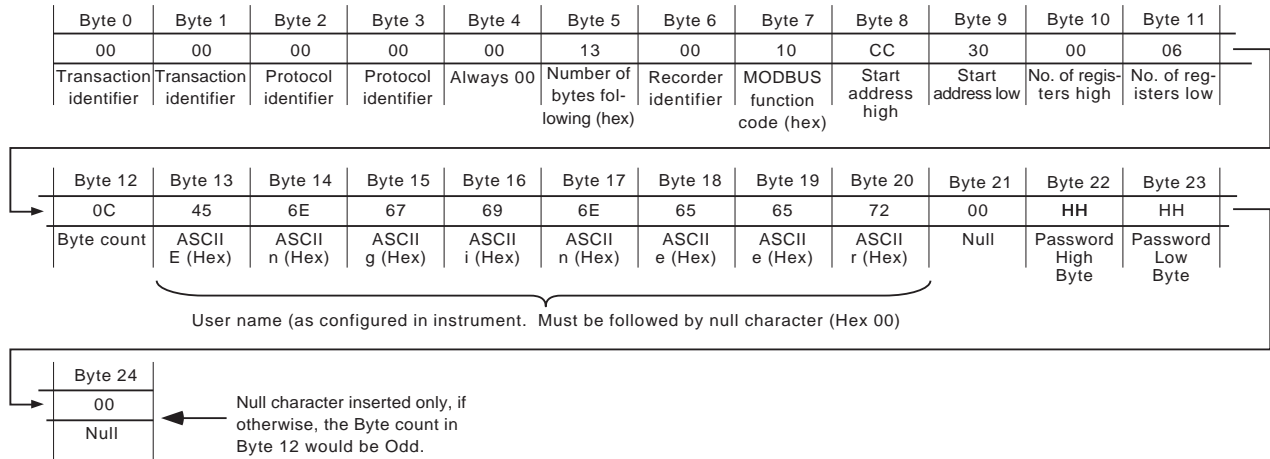 Byte 0 Byte 1 Byte 2 Byte 3 Byte 4 Byte 5 Byte 6 Byte 7 Byte 8 Byte 9 Byte 10 Byte 11
00 00 00 00 00 13 00 10 CC 30 00 06
Transaction identifier Transaction identifier Protocol identifier Protocol identifier Always 00 Number of bytes fol- lowing (hex) Recorder identifier MODBUS function code (hex) Start address high Start address low No. of regis- ters high No. of reg- isters low
Byte 12 Byte 13 Byte 14 Byte 15 Byte 16 Byte 17 Byte 18 Byte 19 Byte 20 Byte 21 Byte 22 Byte 23
0C 45 6E 67 69 6E 65 65 72 00 HH HH
Byte count ASCII E (Hex) ASCII n (Hex) ASCII g (Hex) ASCII i (Hex) ASCII n (Hex) ASCII e (Hex) ASCII e (Hex) ASCII r (Hex) Null Password High Byte Password Low Byte
User name (as configured in instrument. Must be followed by null character (Hex 00)
Byte 24
00
Null
Null character inserted only, if
otherwise, the Byte count in
Byte 12 would be Odd.